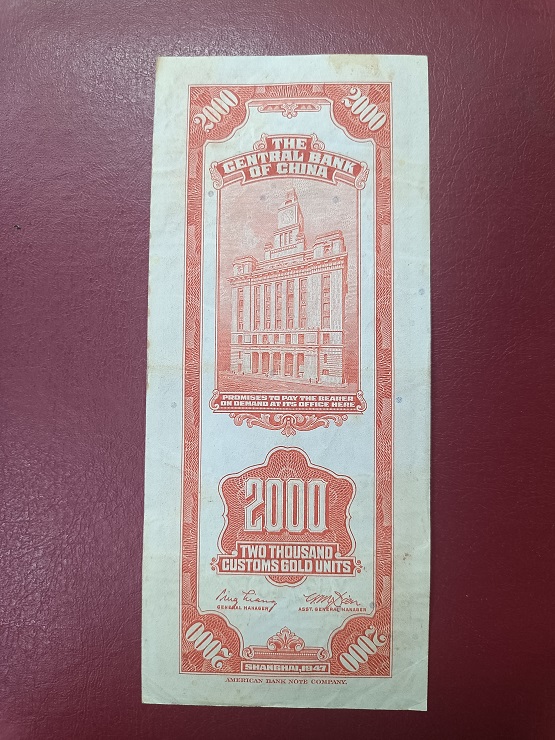 2000 2000
THE
CENTRAL BANK
OF CHINA
PROMISES TO PAY THE BEARER
ON DEMAND AT ITS OFFICE HERE
2000
TWO THOUSAND
CUSTOMS GOLD UNITS
GENERAL MANAGER ASST. GENERAL MANAGER
2000 2000
SHANGHAI, 1947
AMERICAN BANK NOTE COMPANY.